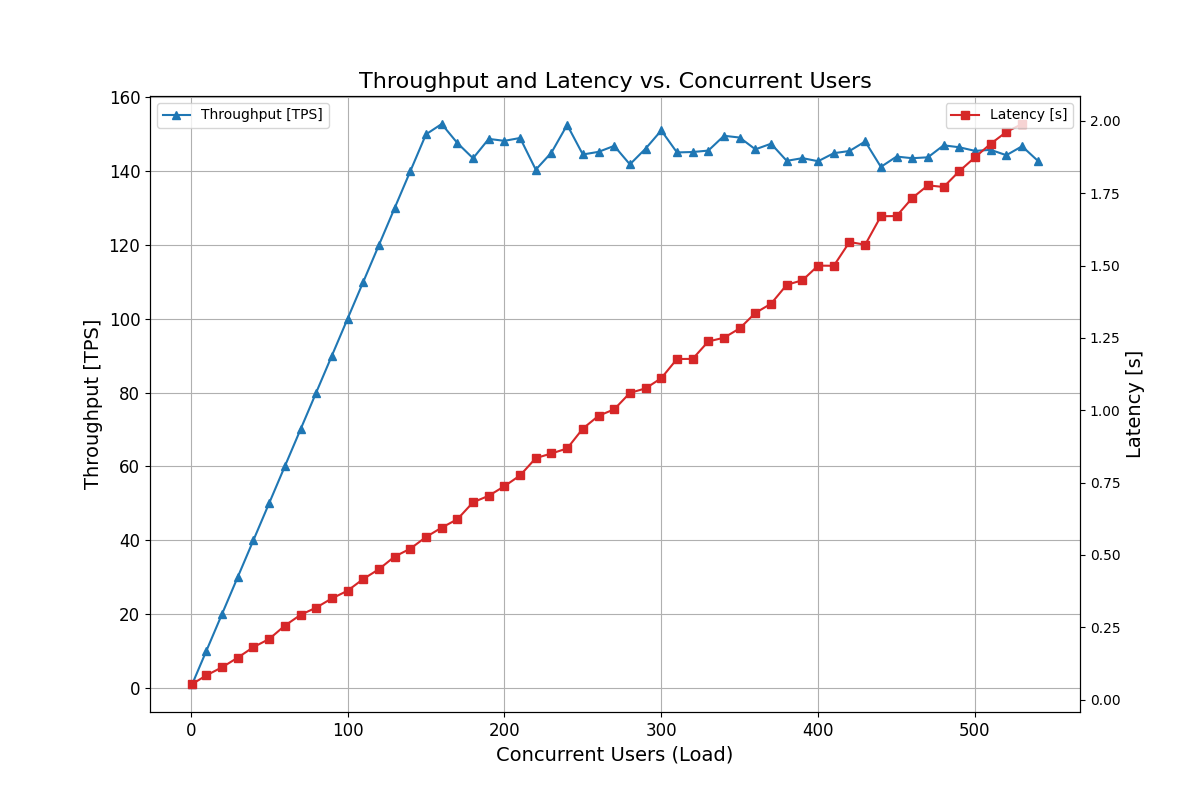 Throughput and Latency vs. Concurrent Users
Throughput [TPS]
Latency [s]
160
140
120
100
80
60
40
20
0
Throughput [TPS]
2.00
1.75
1.50
1.25
1.00
0.75
0.50
0.25
0.00
Latency [s]
0 100 200 300 400 500
Concurrent Users (Load)